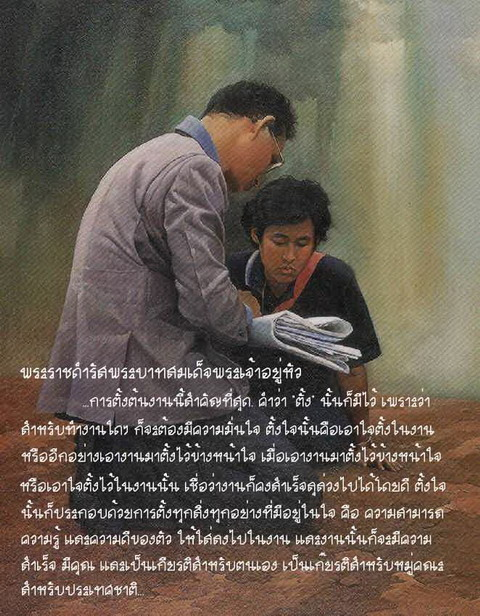 พระราชดำริสพระบาทสมเด็จพระเจ้าอยู่หัว
...การตั้งต้นงานนี้สำคัญที่สุด. คำว่า "ตั้ง" นั้นก็มีไว้ เพราะว่า
สำหรับทำงานใดๆ ก็จะต้องมีความมั่นใจ ตั้งใจนั้นคือเอาใจตั้งในงาน
หรืออีกอย่างเอางานมาตั้งไว้ข้างหน้าใจ เมื่อเอางานมาตั้งไว้ข้างหน้าใจ
หรือเอาใจตั้งไว้ในงานนั้น เชื่อว่างานก็คงสำเร็จลุล่วงไปได้โดยดี ตั้งใจ
นั้นก็ประกอบด้วยการตั้งทุกสิ่งทุกอย่างที่มีอยู่ในใจ คือ ความสามารถ
ความรู้ และความดีของตัว ให้ใส่ลงไปในงาน และงานนั้นก็จะมีความ
สำเร็จ มีคุณ และเป็นเกียรติสำหรับตนเอง เป็นเกียรติสำหรับหมู่คณะ
สำหรับประเทศชาติ...